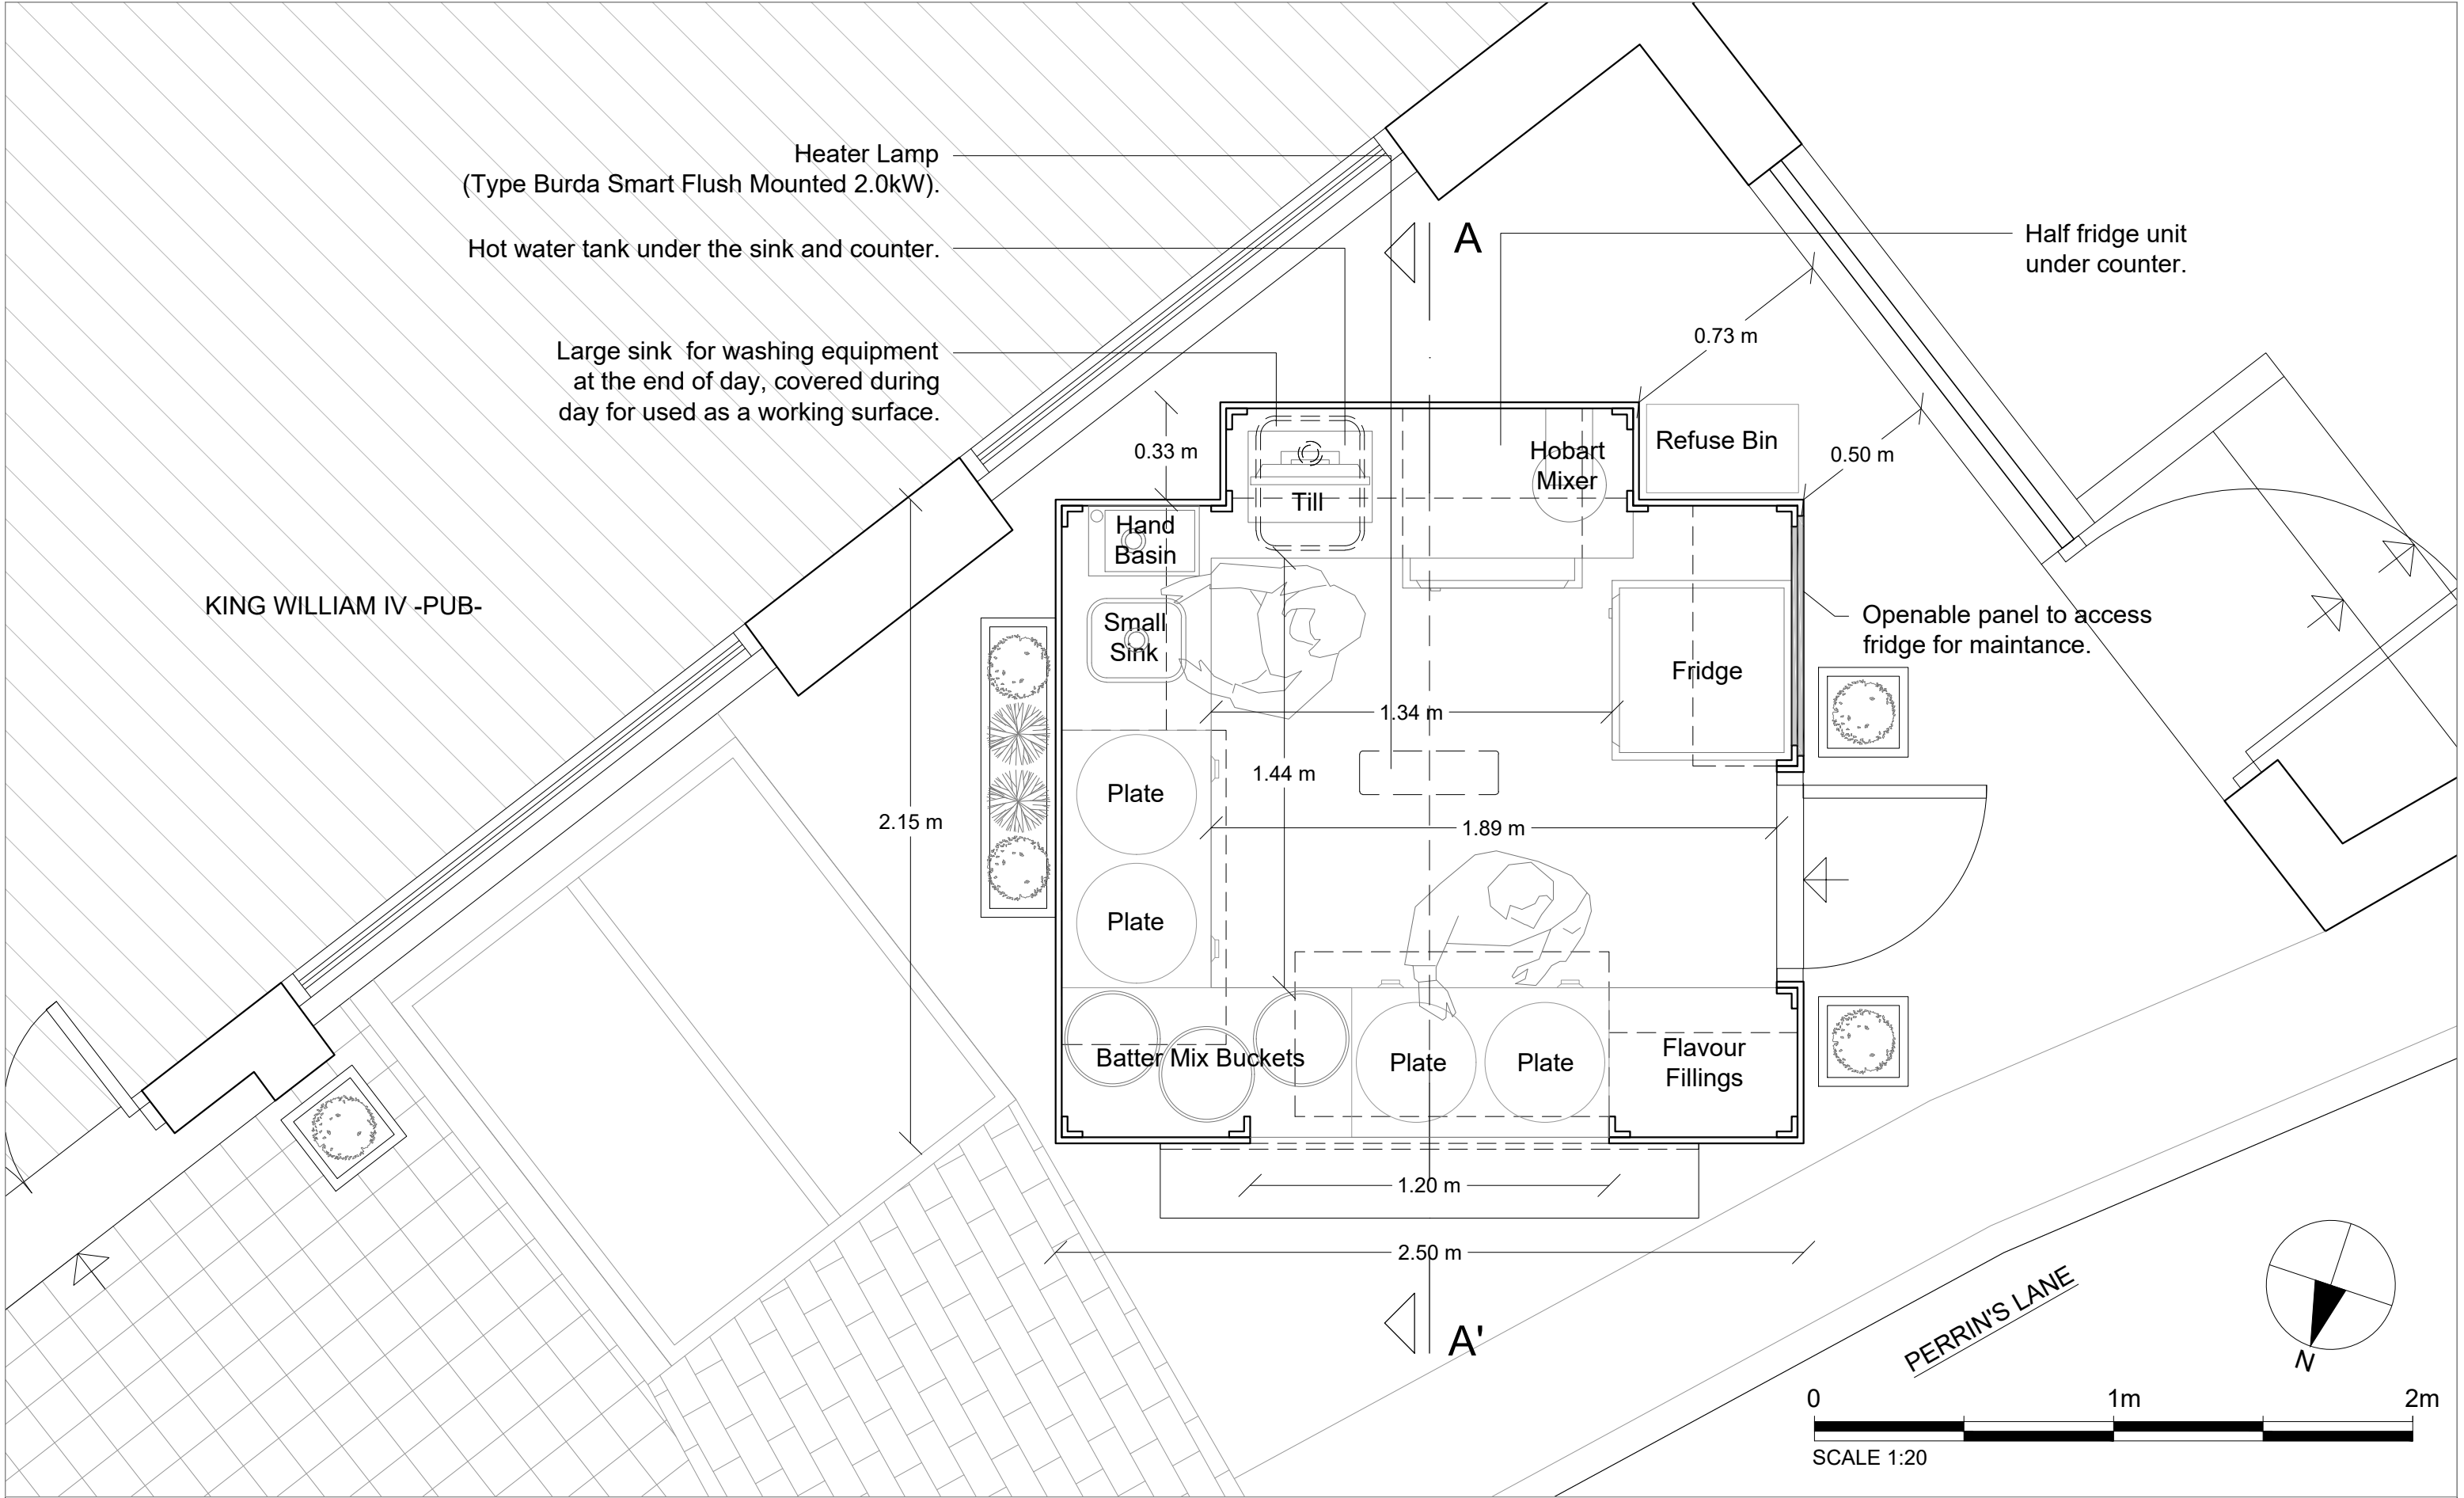 Heater Lamp
(Type Burda Smart Flush Mounted 2.0kW).
Hot water tank under the sink and counter.
Large sink  for washing equipment
at the end of day, covered during
day for used as a working surface.
A
Half fridge unit
under counter.
0.73 m
0.33 m
0.50 m
Refuse Bin
Hobart
Mixer
Till
Hand
Basin
KING WILLIAM IV -PUB-
Small
Sink
Openable panel to access
fridge for maintance.
Fridge
1.34 m
1.44 m
Plate
2.15 m
1.89 m
Plate
Batter Mix Buckets
Plate
Plate
Flavour
Fillings
1.20 m
2.50 m
A'
PERRIN'S LANE
N
0
1m
2m
SCALE 1:20